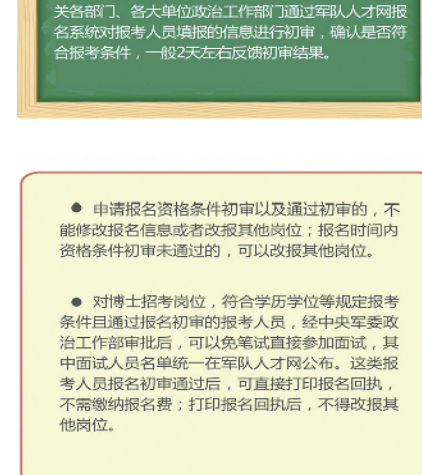 关各部门、各大单位政治工作部门通过军队人才网报
名系统对报考人员填报的信息进行初审，确认是否符
合报考条件，一般2天左右反馈初审结果。
● 申请报名资格条件初审以及通过初审的，不
能修改报名信息或者改报其他岗位；报名时间内
资格条件初审未通过的，可以改报其他岗位。
● 对博士招考岗位，符合学历学位等规定报考
条件且通过报名初审的报考人员，经中央军委政
治工作部审批后，可以免笔试直接参加面试，其
中面试人员名单统一在军队人才网公布。这类报
考人员报名初审通过后，可直接打印报名回执，
不需缴纳报名费；打印报名回执后，不得改报其
他岗位。